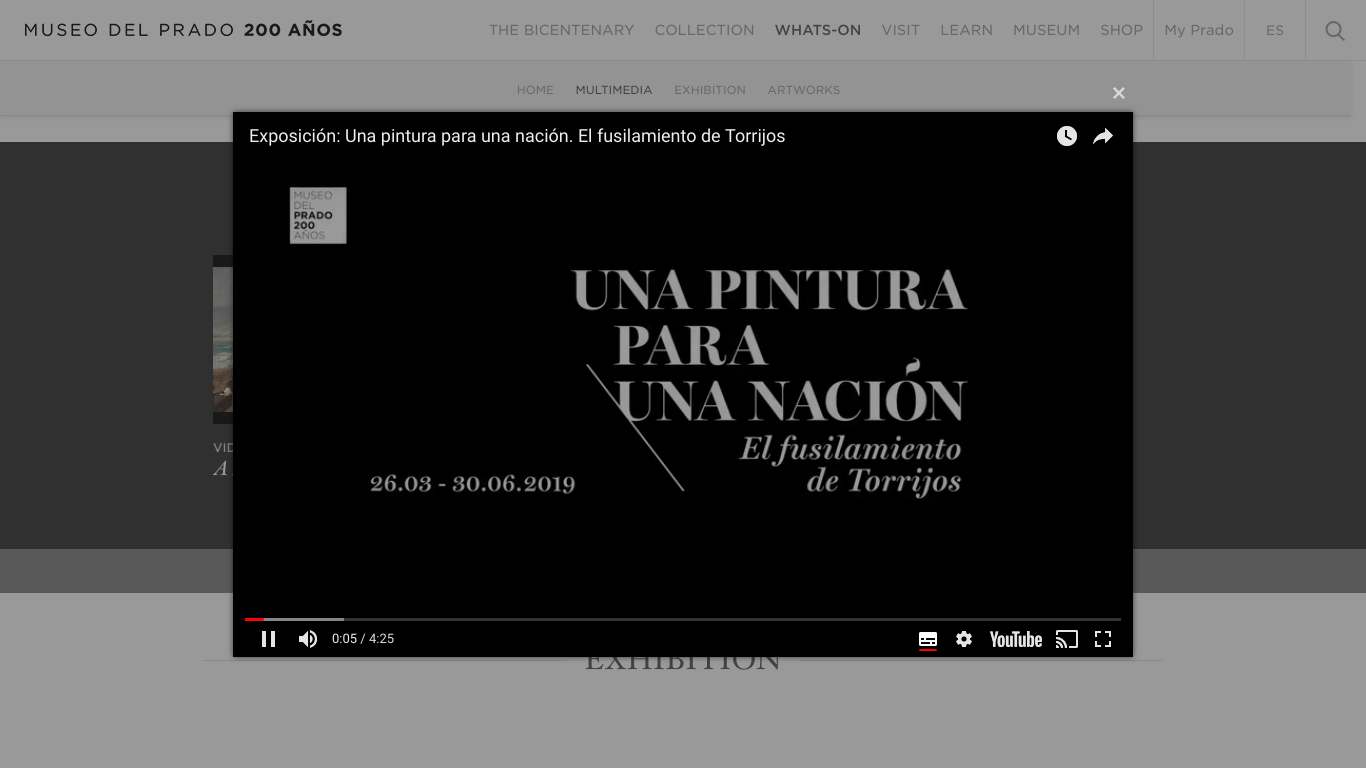 MUSEO DEL PRADO 200 AÑOS
THE BICENTENARY COLLECTION WHATS-ON VISIT LEARN MUSEUM SHOP My Prado ES
HOME MULTIMEDIA EXHIBITION ARTWORKS
Exposición: Una pintura para una nación. El fusilamiento de Torrijos
MUSEO
DEL
PRADO
200
AÑOS
UNA PINTURA
PARA
UNA NACIÓN
El fusilamiento
de Torrijos
26.03 - 30.06.2019
VID
A
0:05 / 4:25
YouTube
EXHIBITION